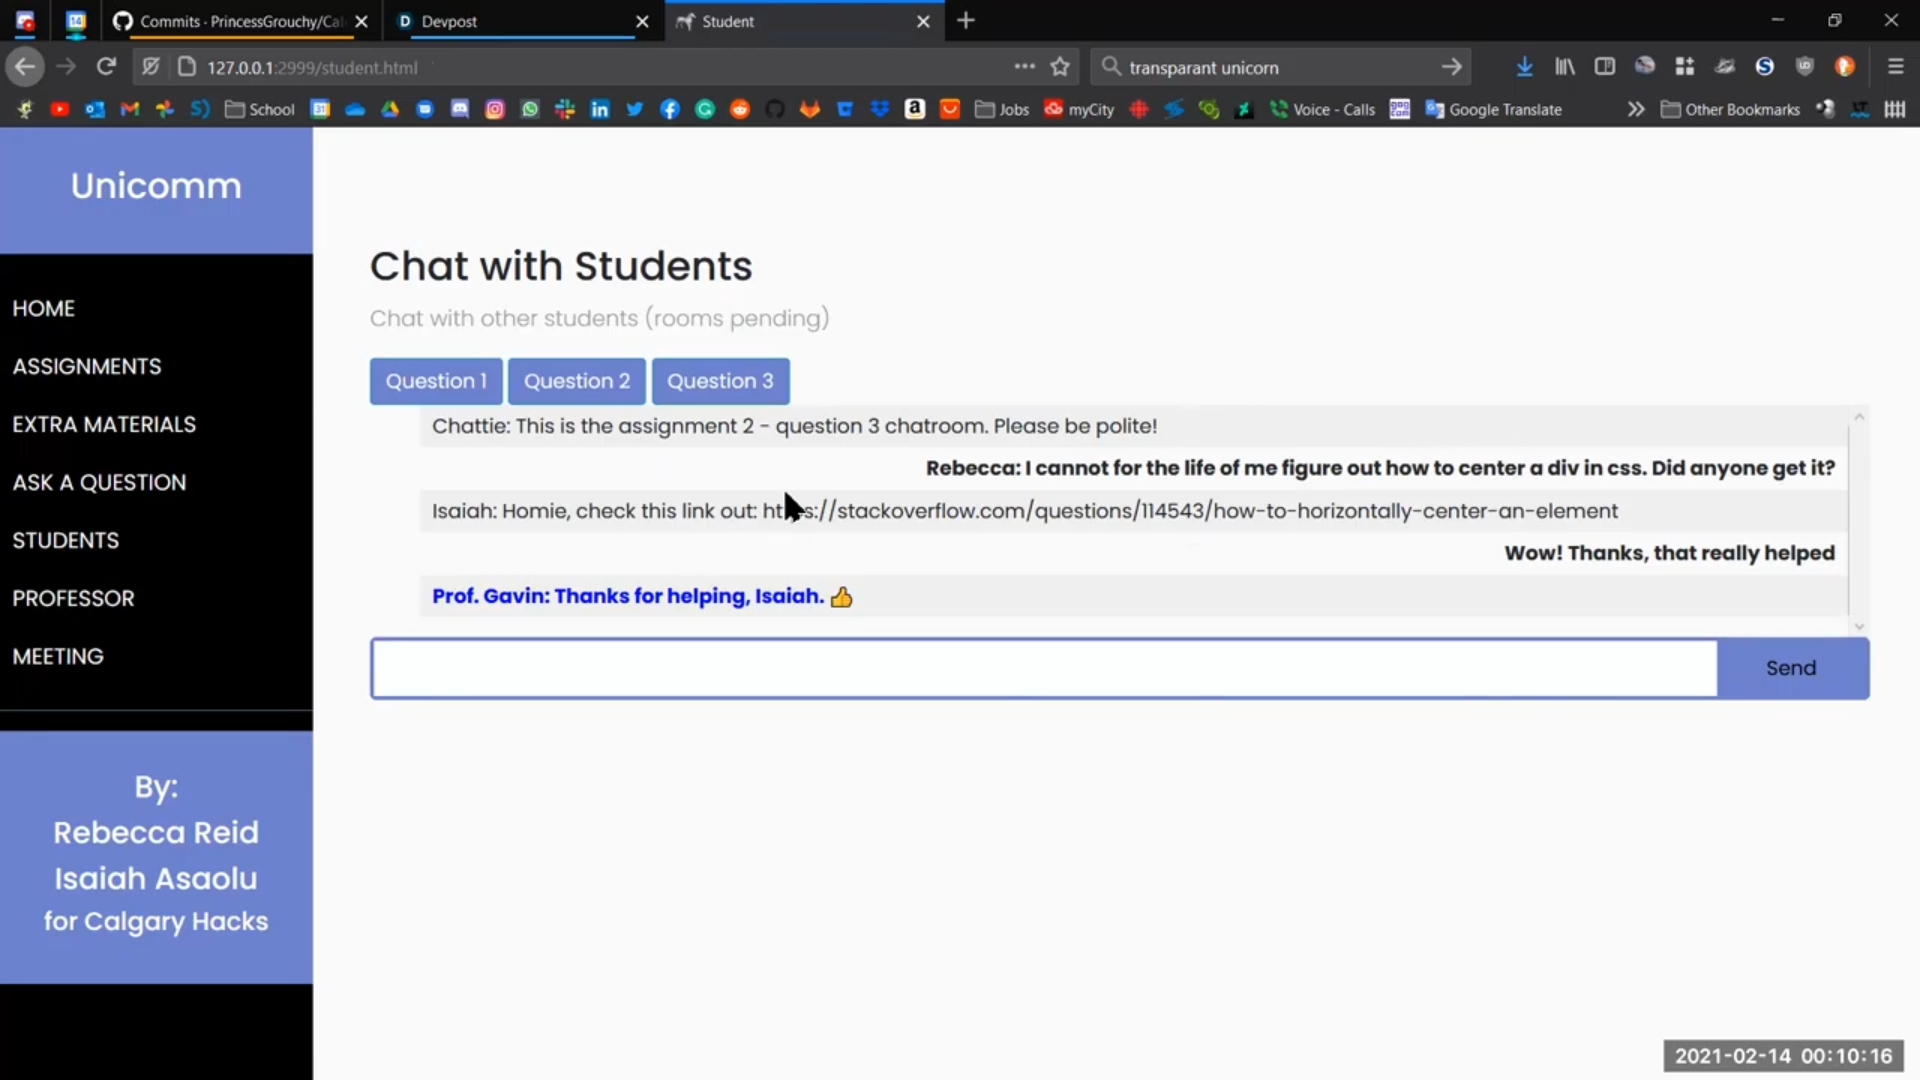 Commits · PrincessGrouchy/Cal
Devpost
Student
127.0.0.1:2999/student.html
transparant unicorn
School
Jobs
myCity
Voice - Calls
Google Translate
Other Bookmarks
Unicomm
HOME
ASSIGNMENTS
EXTRA MATERIALS
ASK A QUESTION
STUDENTS
PROFESSOR
MEETING
By:
Rebecca Reid
Isaiah Asaolu
for Calgary Hacks
Chat with Students
Chat with other students (rooms pending)
Question 1
Question 2
Question 3
Chattie: This is the assignment 2 - question 3 chatroom. Please be polite!
Rebecca: I cannot for the life of me figure out how to center a div in css. Did anyone get it?
Isaiah: Homie, check this link out: https://stackoverflow.com/questions/114543/how-to-horizontally-center-an-element
Wow! Thanks, that really helped
Prof. Gavin: Thanks for helping, Isaiah. 👍
Send
2021-02-14 00:10:16